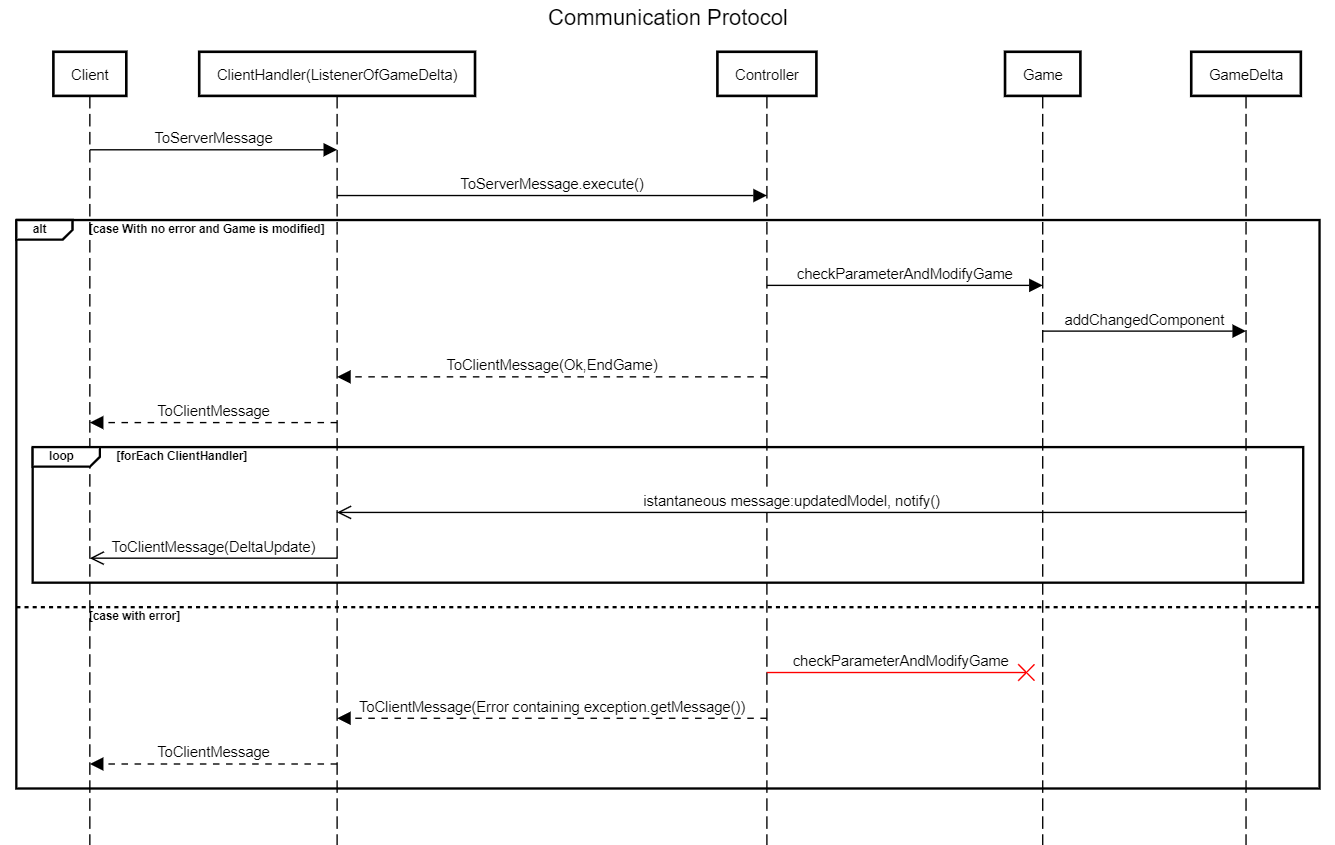 Communication Protocol
Client
ClientHandler(ListenerOfGameDelta)
Controller
Game
GameDelta
ToServerMessage
ToServerMessage.execute()
alt
[case With no error and Game is modified]
checkParameterAndModifyGame
addChangedComponent
ToClientMessage(Ok,EndGame)
ToClientMessage
loop
[forEach ClientHandler]
istantaneous message:updatedModel, notify()
ToClientMessage(DeltaUpdate)
[case with error]
checkParameterAndModifyGame
ToClientMessage(Error containing exception.getMessage())
ToClientMessage